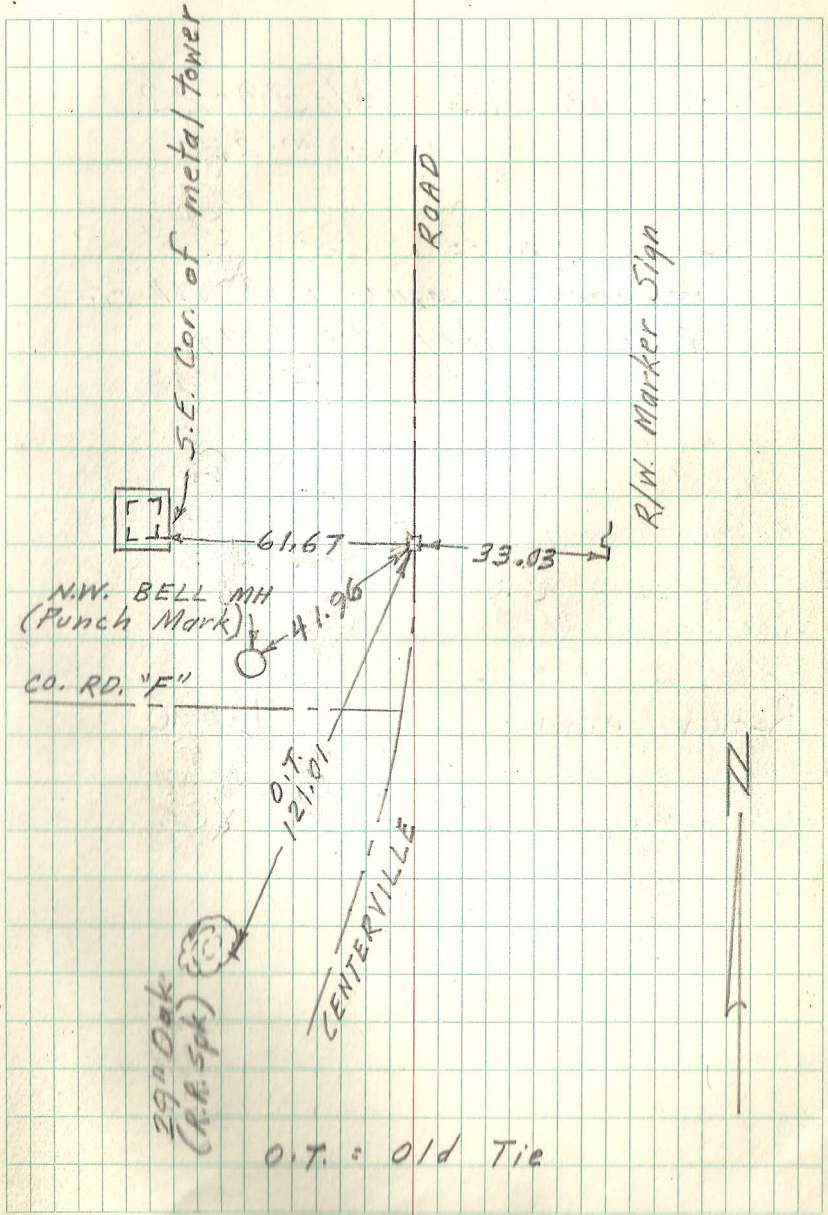 S.E. Cor. of metal tower
ROAD
R/W. Marker Sign
61.67
33.03
N.W. BELL MH
(Punch Mark)
41.96
CO. RD. "F"
O.T.
121.01
CENTERVILLE
N
29" Oak
(R.R. Spk)
O.T. = Old Tie